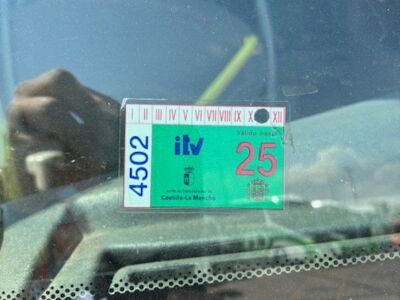 I II III IV V VI VII VIII IX X XII
4502
itv
Válido hasta
25
Junta de Comunidades de
Castilla-La Mancha